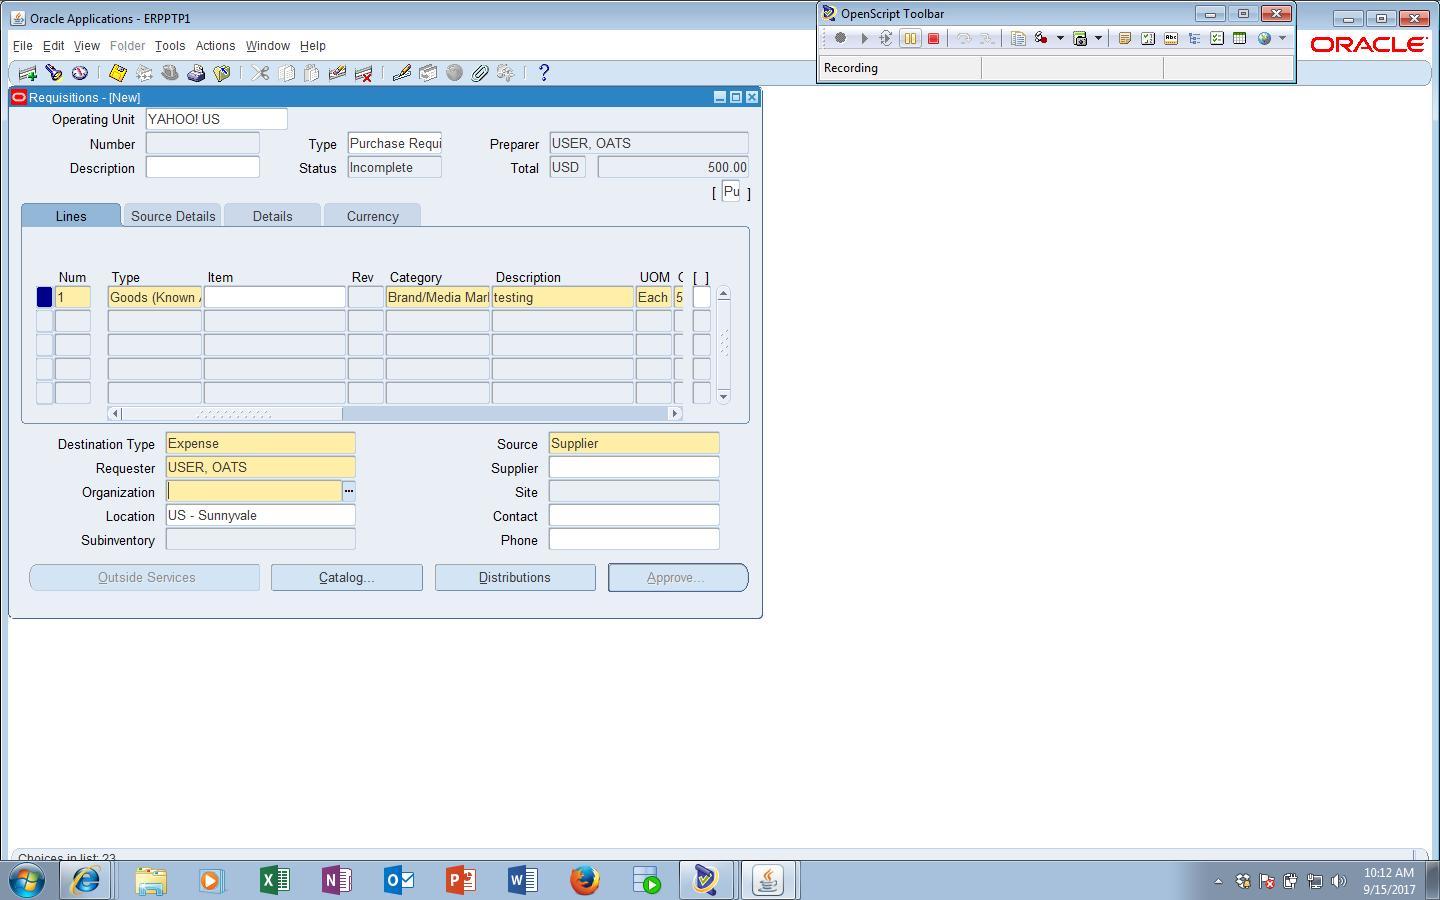 Oracle Applications - ERPPTP1
OpenScript Toolbar
File Edit View Folder Tools Actions Window Help
ORACLE
Recording
Requisitions - [New]
Operating Unit YAHOO! US
Number Type Purchase Requi Preparer USER, OATS
Description Status Incomplete Total USD 500.00
[ Pu ]
Lines Source Details Details Currency
Num Type Item Rev Category Description UOM [ ]
1 Goods (Known Brand/Media Marl testing Each 5
Destination Type Expense Source Supplier
Requester USER, OATS Supplier
Organization Site
Location US - Sunnyvale Contact
Subinventory Phone
Outside Services Catalog... Distributions Approve...
Choices in list: 23
10:12 AM
9/15/2017